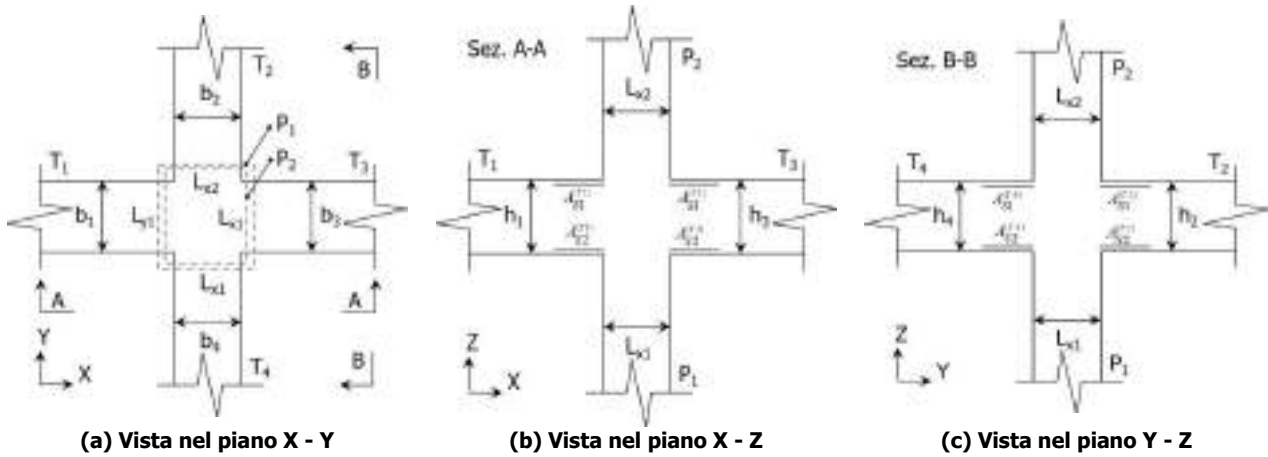 T₂
B
b₂
P₁
P₂
T₁
T₃
Lₓ₂
b₁
b₃
Lₓ₁
A
A
b₄
T₄
B
Y
X
(a) Vista nel piano X - Y
Sez. A-A
P₂
Lₓ₂
T₁
T₃
h₁
h₃
Lₓ₁
P₁
Z
X
(b) Vista nel piano X - Z
Sez. B-B
P₂
Lₓ₂
T₄
T₂
h₄
h₂
Lₓ₁
P₁
Z
Y
(c) Vista nel piano Y - Z